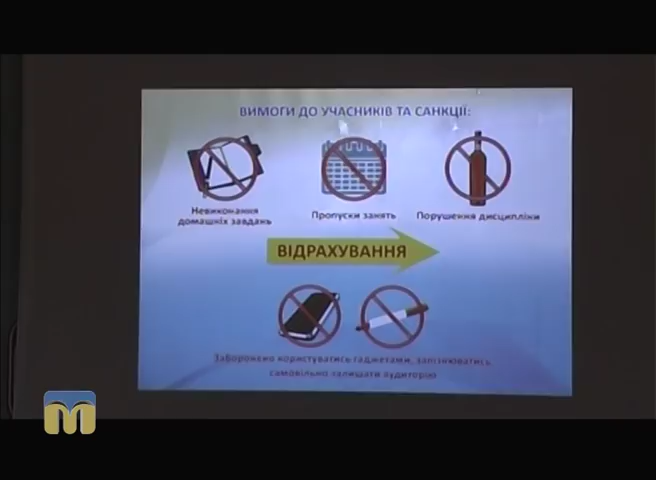 ВИМОГИ ДО УЧАСНИКІВ ТА САНКЦІЇ:
Невиконання
домашніх завдань
Пропуски занять
Порушення дисципліни
ВІДРАХУВАННЯ
Заборонено користуватись гаджетами, запізнюватись,
самовільно залишати аудиторію